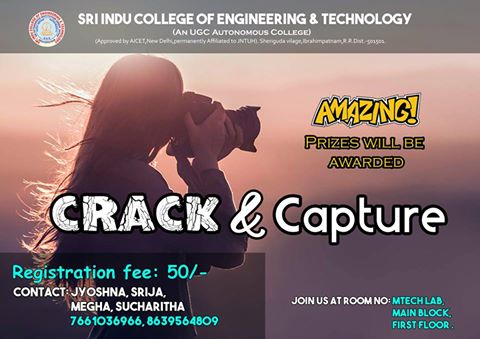 SRI INDU COLLEGE OF ENGINEERING & TECHNOLOGY
(AN UGC AUTONOMOUS COLLEGE)
(Approved by AICET,New Delhi,permanently Affiliated to JNTUH). Sheriguda vilage,Ibrahimpatnam,R.R.Dist.-501501.
AMAZING!
PRIZES WILL BE
AWARDED
CRACK & Capture
Registration fee: 50/-
CONTACT: JYOSHNA, SRIJA,
MEGHA, SUCHARITHA
7661036966, 8639564809
JOIN US AT ROOM NO: MTECH LAB,
MAIN BLOCK,
FIRST FLOOR.